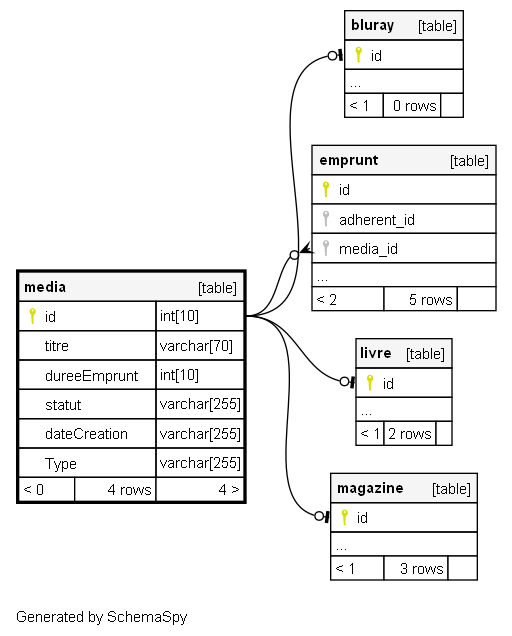 bluray [table]
id
...
< 1 0 rows
emprunt [table]
id
adherent_id
media_id
...
< 2 5 rows
media [table]
id int[10]
titre varchar[70]
dureeEmprunt int[10]
statut varchar[255]
dateCreation varchar[255]
Type varchar[255]
< 0 4 rows 4 >
livre [table]
id
...
< 1 2 rows
magazine [table]
id
...
< 1 3 rows
Generated by SchemaSpy